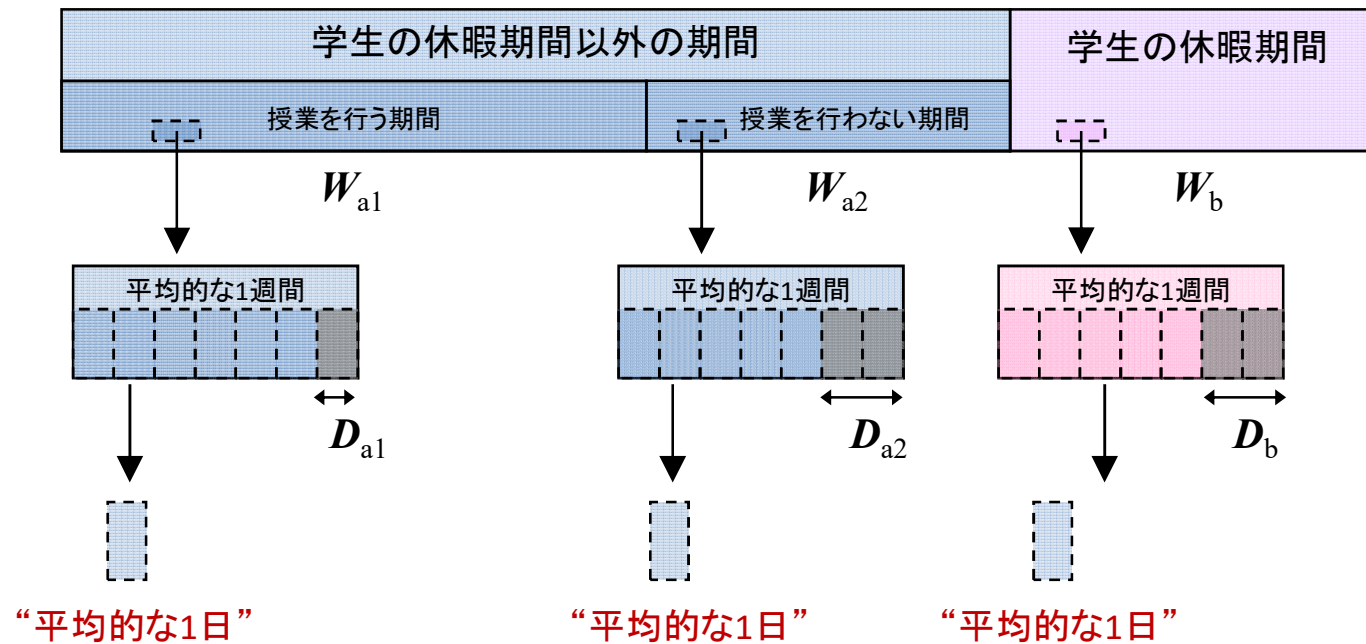 学生の休暇期間以外の期間
学生の休暇期間
授業を行う期間
授業を行わない期間
Wa1
Wa2
Wb
平均的な1週間
平均的な1週間
平均的な1週間
Da1
Da2
Db
“平均的な1日”
“平均的な1日”
“平均的な1日”